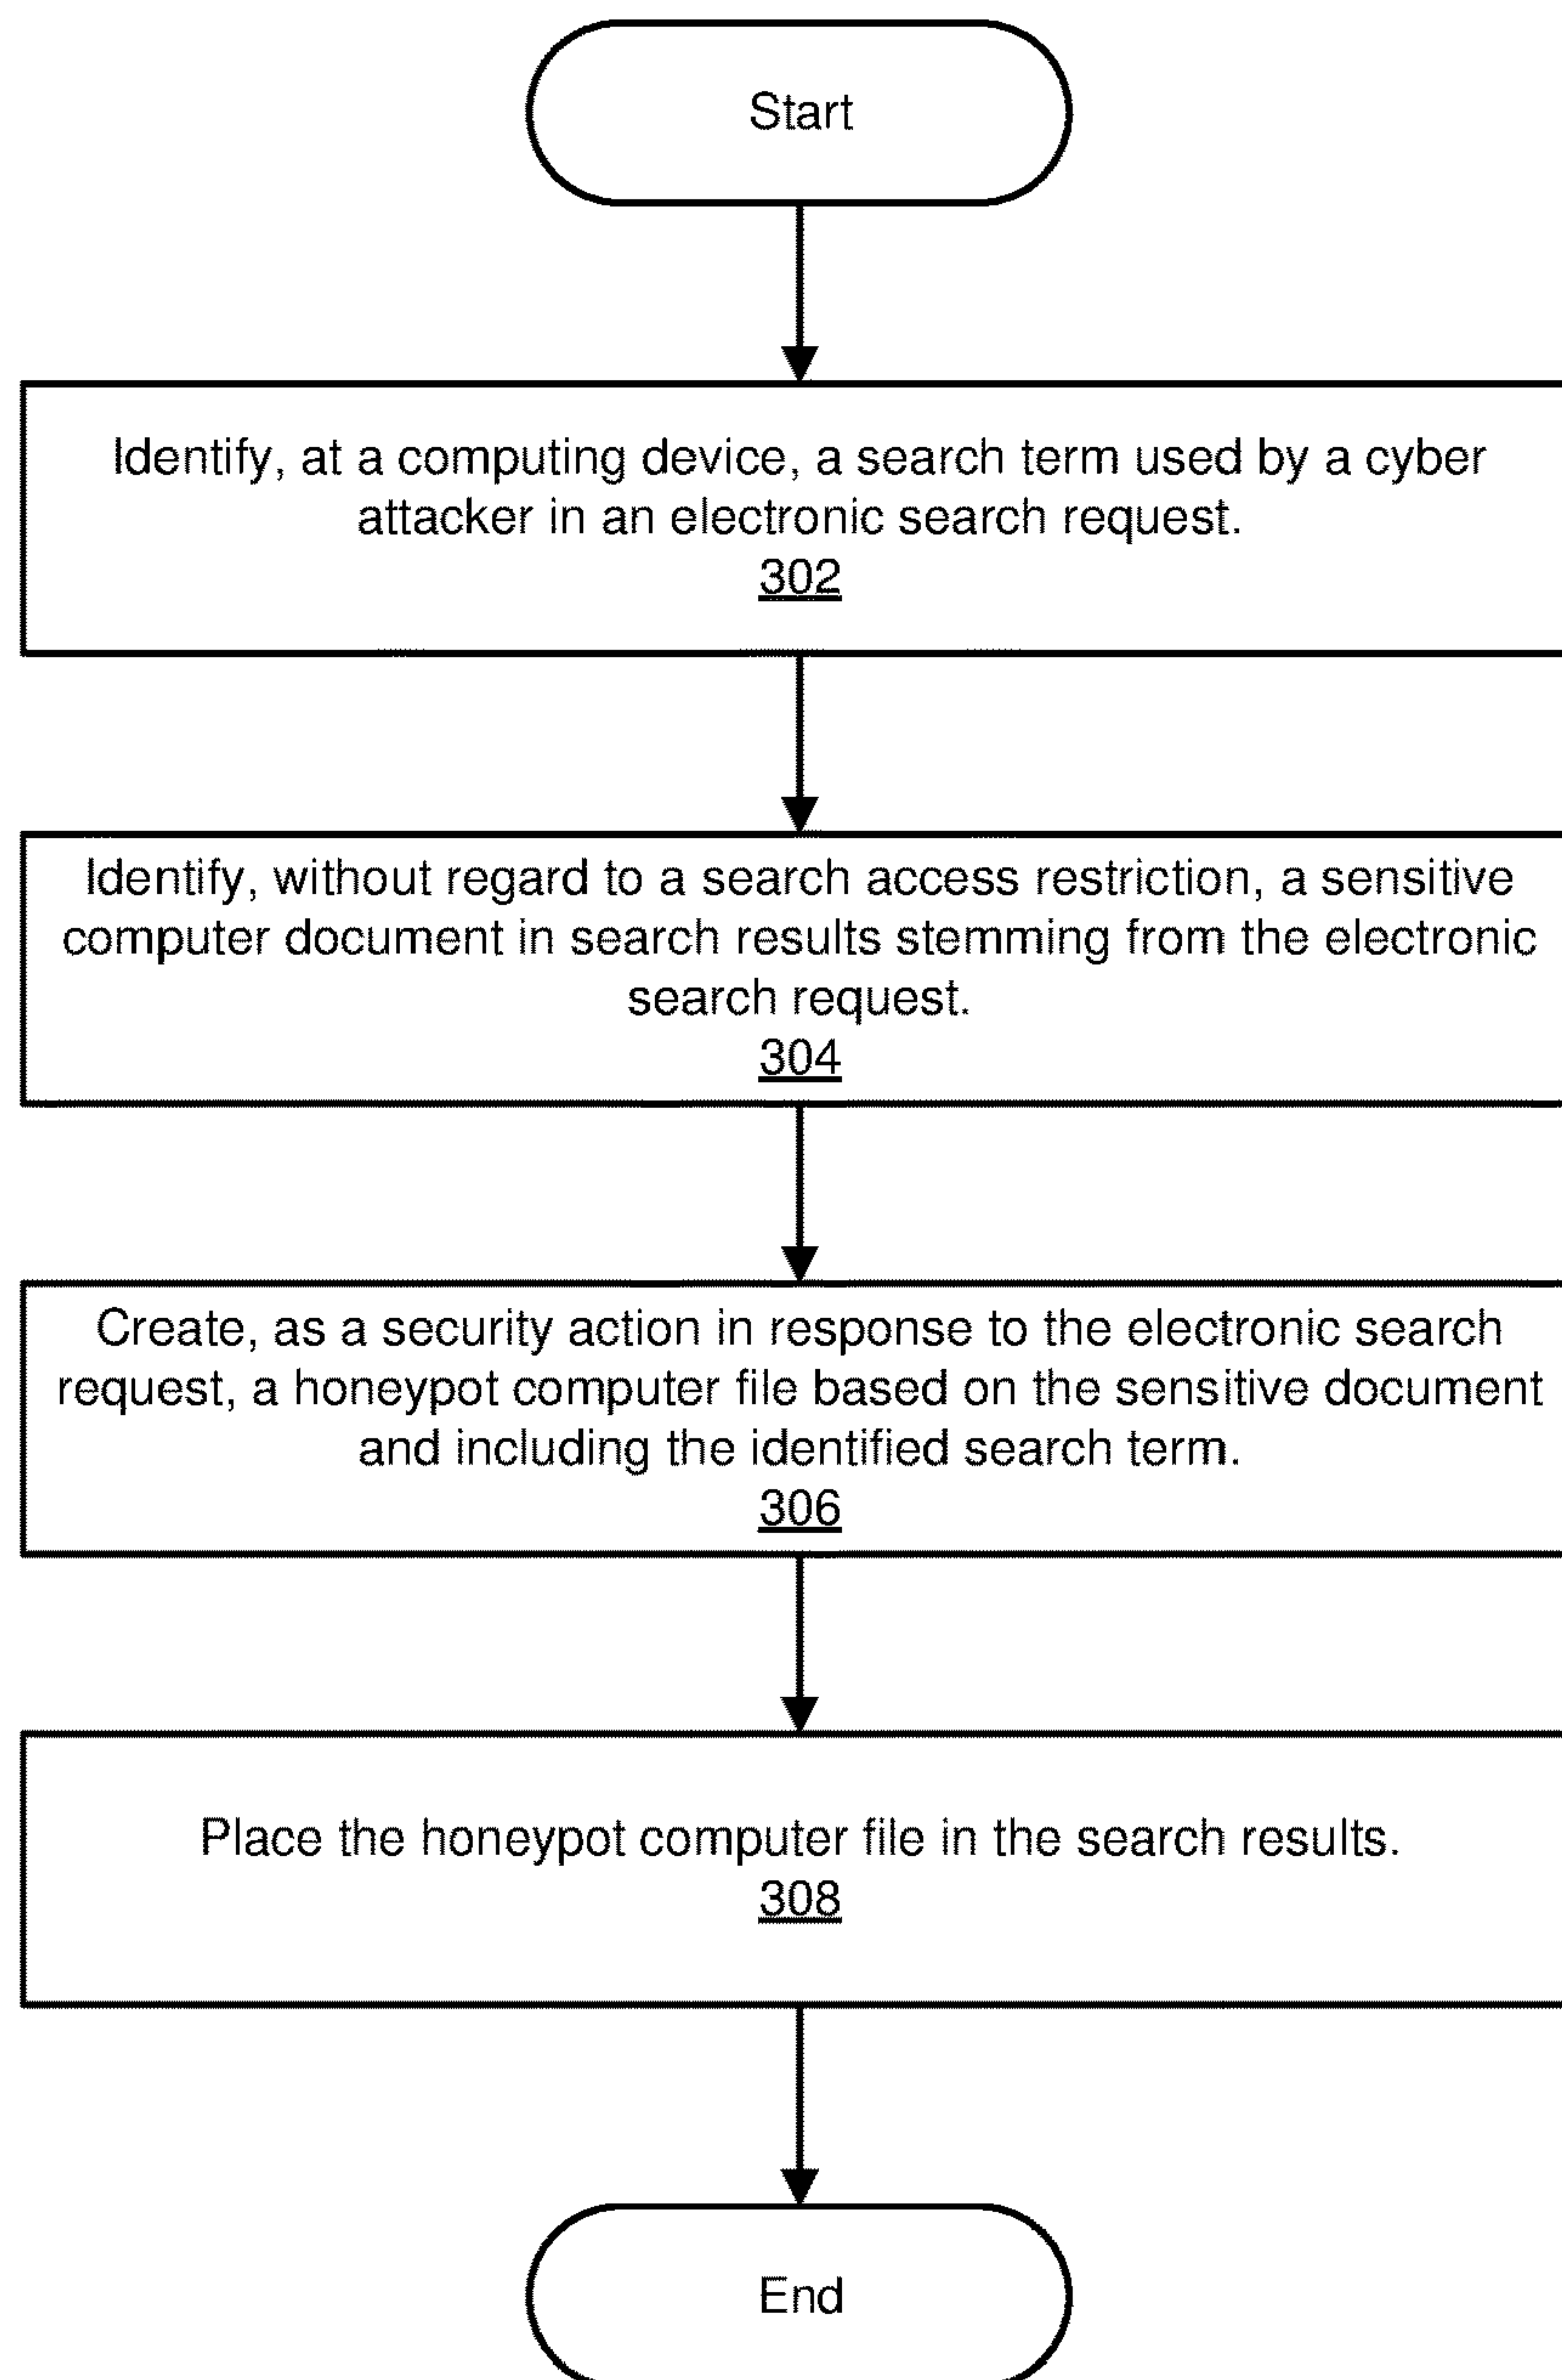 Start
Identify, at a computing device, a search term used by a cyber
attacker in an electronic search request.
302
Identify, without regard to a search access restriction, a sensitive
computer document in search results stemming from the electronic
search request.
304
Create, as a security action in response to the electronic search
request, a honeypot computer file based on the sensitive document
and including the identified search term.
306
Place the honeypot computer file in the search results.
308
End